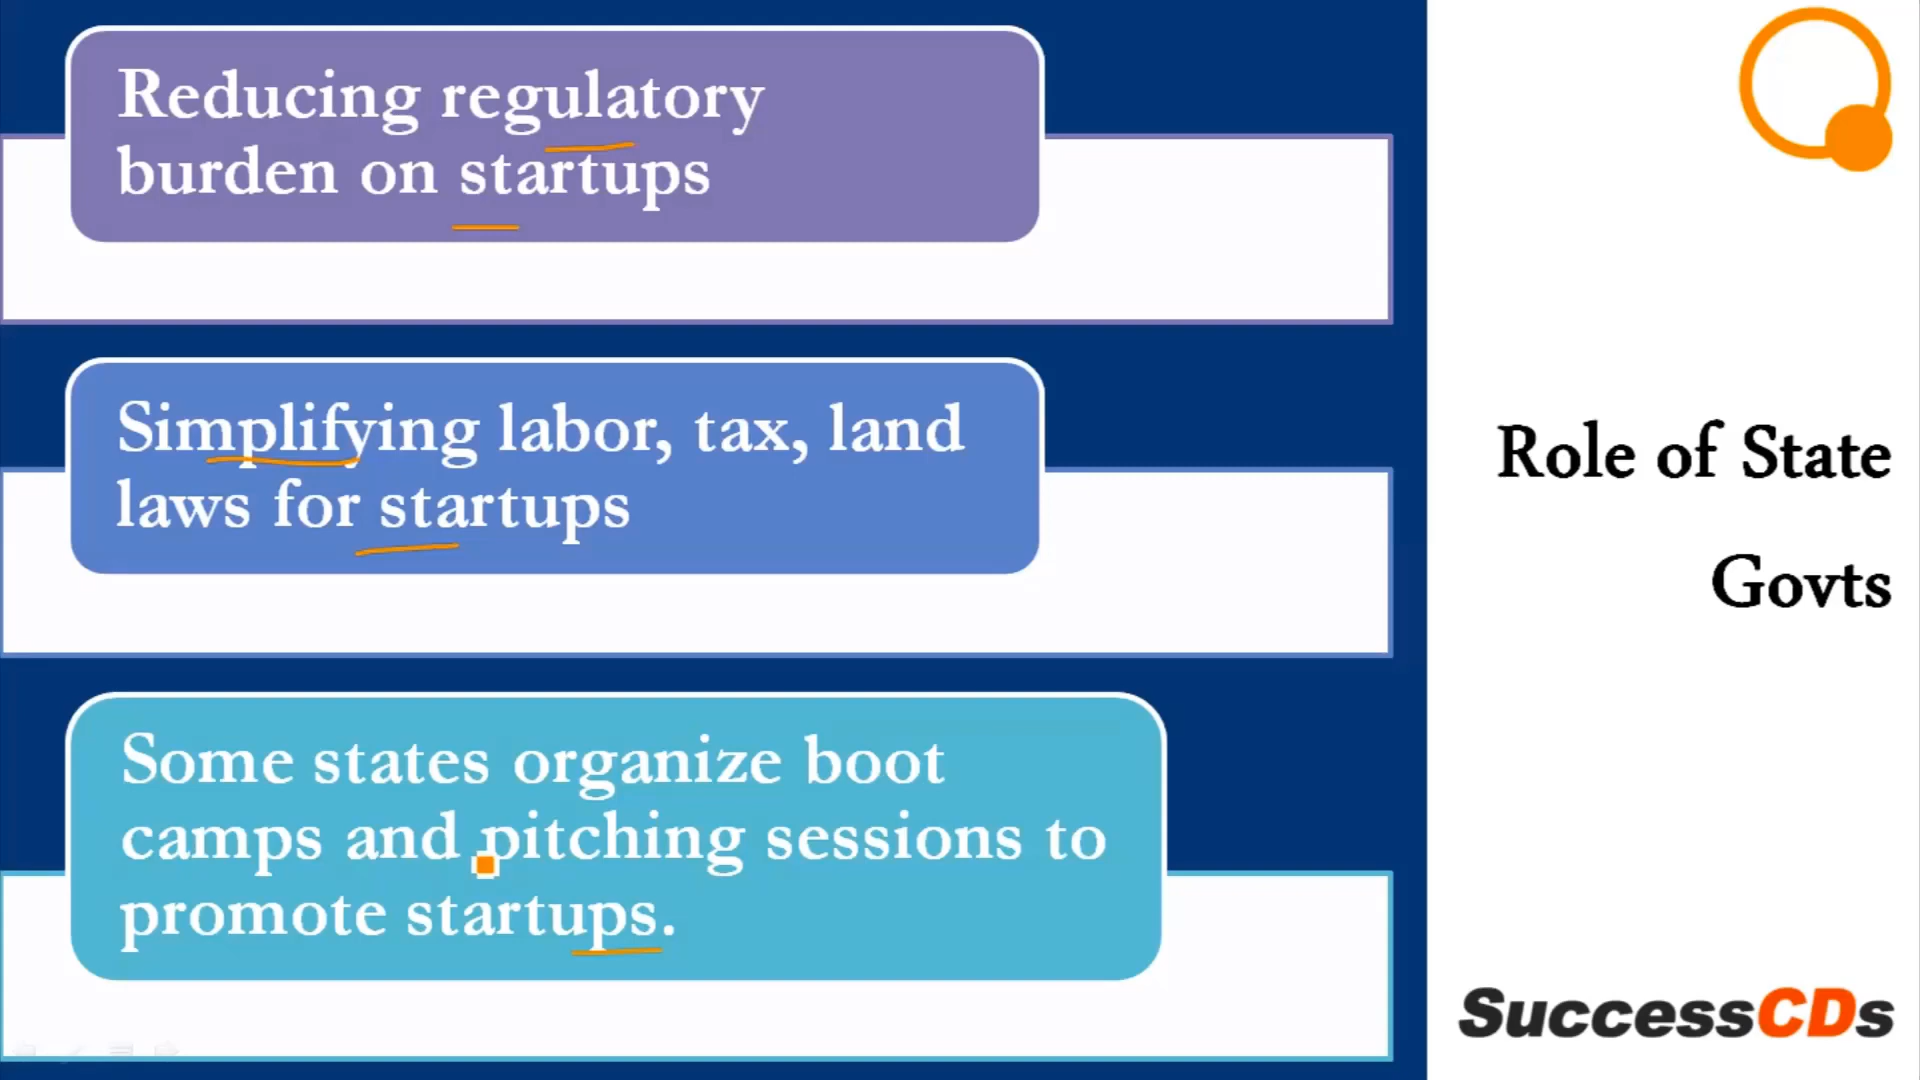 Reducing regulatory
burden on startups
Simplifying labor, tax, land
laws for startups
Some states organize boot
camps and pitching sessions to
promote startups.
Role of State
Govts
SuccessCDs